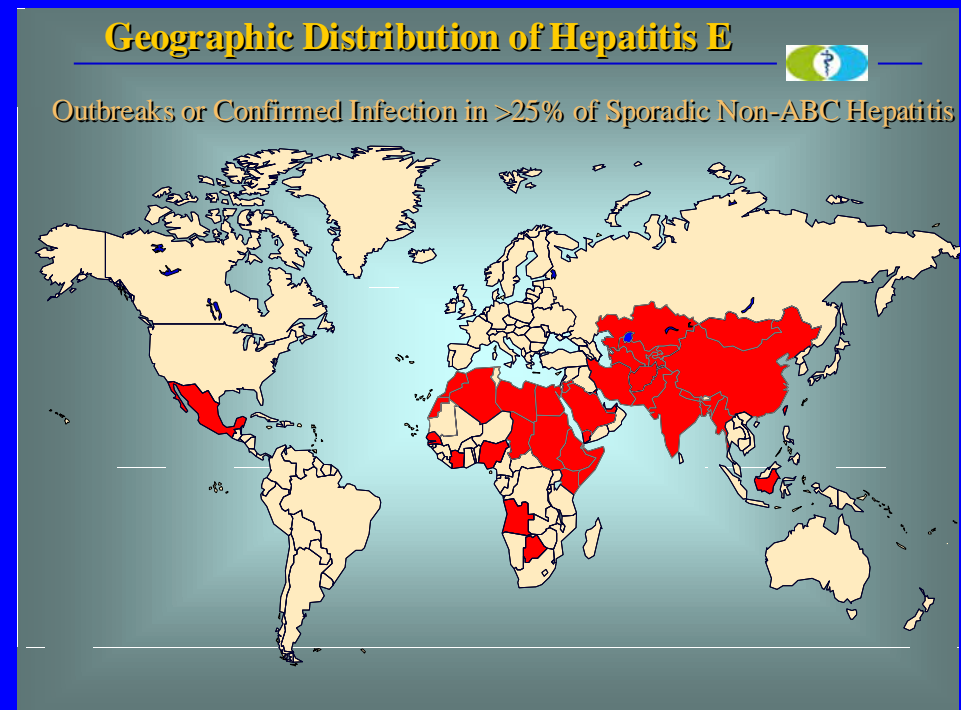 Geographic Distribution of Hepatitis E
Outbreaks or Confirmed Infection in >25% of Sporadic Non-ABC Hepatitis